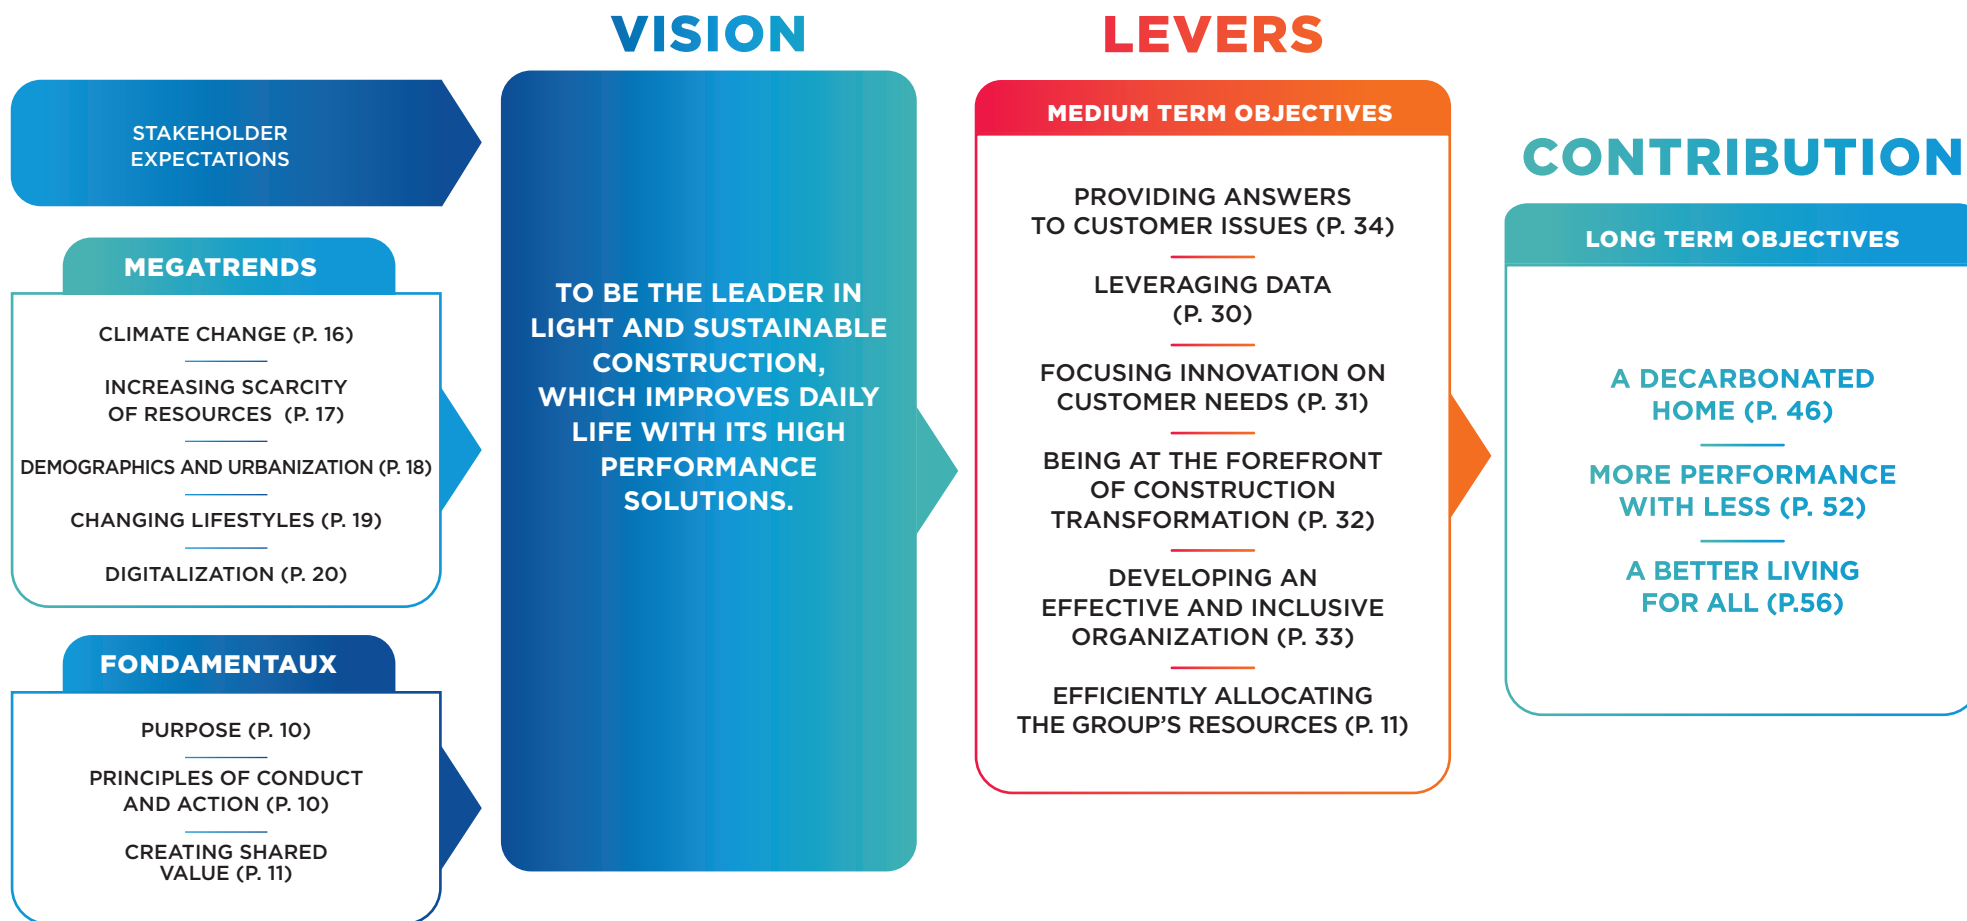 STAKEHOLDER
EXPECTATIONS
MEGATRENDS
CLIMATE CHANGE (P. 16)
INCREASING SCARCITY
OF RESOURCES (P. 17)
DEMOGRAPHICS AND URBANIZATION (P. 18)
CHANGING LIFESTYLES (P. 19)
DIGITALIZATION (P. 20)
FONDAMENTAUX
PURPOSE (P. 10)
PRINCIPLES OF CONDUCT
AND ACTION (P. 10)
CREATING SHARED
VALUE (P. 11)
VISION
TO BE THE LEADER IN
LIGHT AND SUSTAINABLE
CONSTRUCTION,
WHICH IMPROVES DAILY
LIFE WITH ITS HIGH
PERFORMANCE
SOLUTIONS.
LEVERS
MEDIUM TERM OBJECTIVES
PROVIDING ANSWERS
TO CUSTOMER ISSUES (P. 34)
LEVERAGING DATA
(P. 30)
FOCUSING INNOVATION ON
CUSTOMER NEEDS (P. 31)
BEING AT THE FOREFRONT
OF CONSTRUCTION
TRANSFORMATION (P. 32)
DEVELOPING AN
EFFECTIVE AND INCLUSIVE
ORGANIZATION (P. 33)
EFFICIENTLY ALLOCATING
THE GROUP'S RESOURCES (P. 11)
CONTRIBUTION
LONG TERM OBJECTIVES
A DECARBONATED
HOME (P. 46)
MORE PERFORMANCE
WITH LESS (P. 52)
A BETTER LIVING
FOR ALL (P.56)